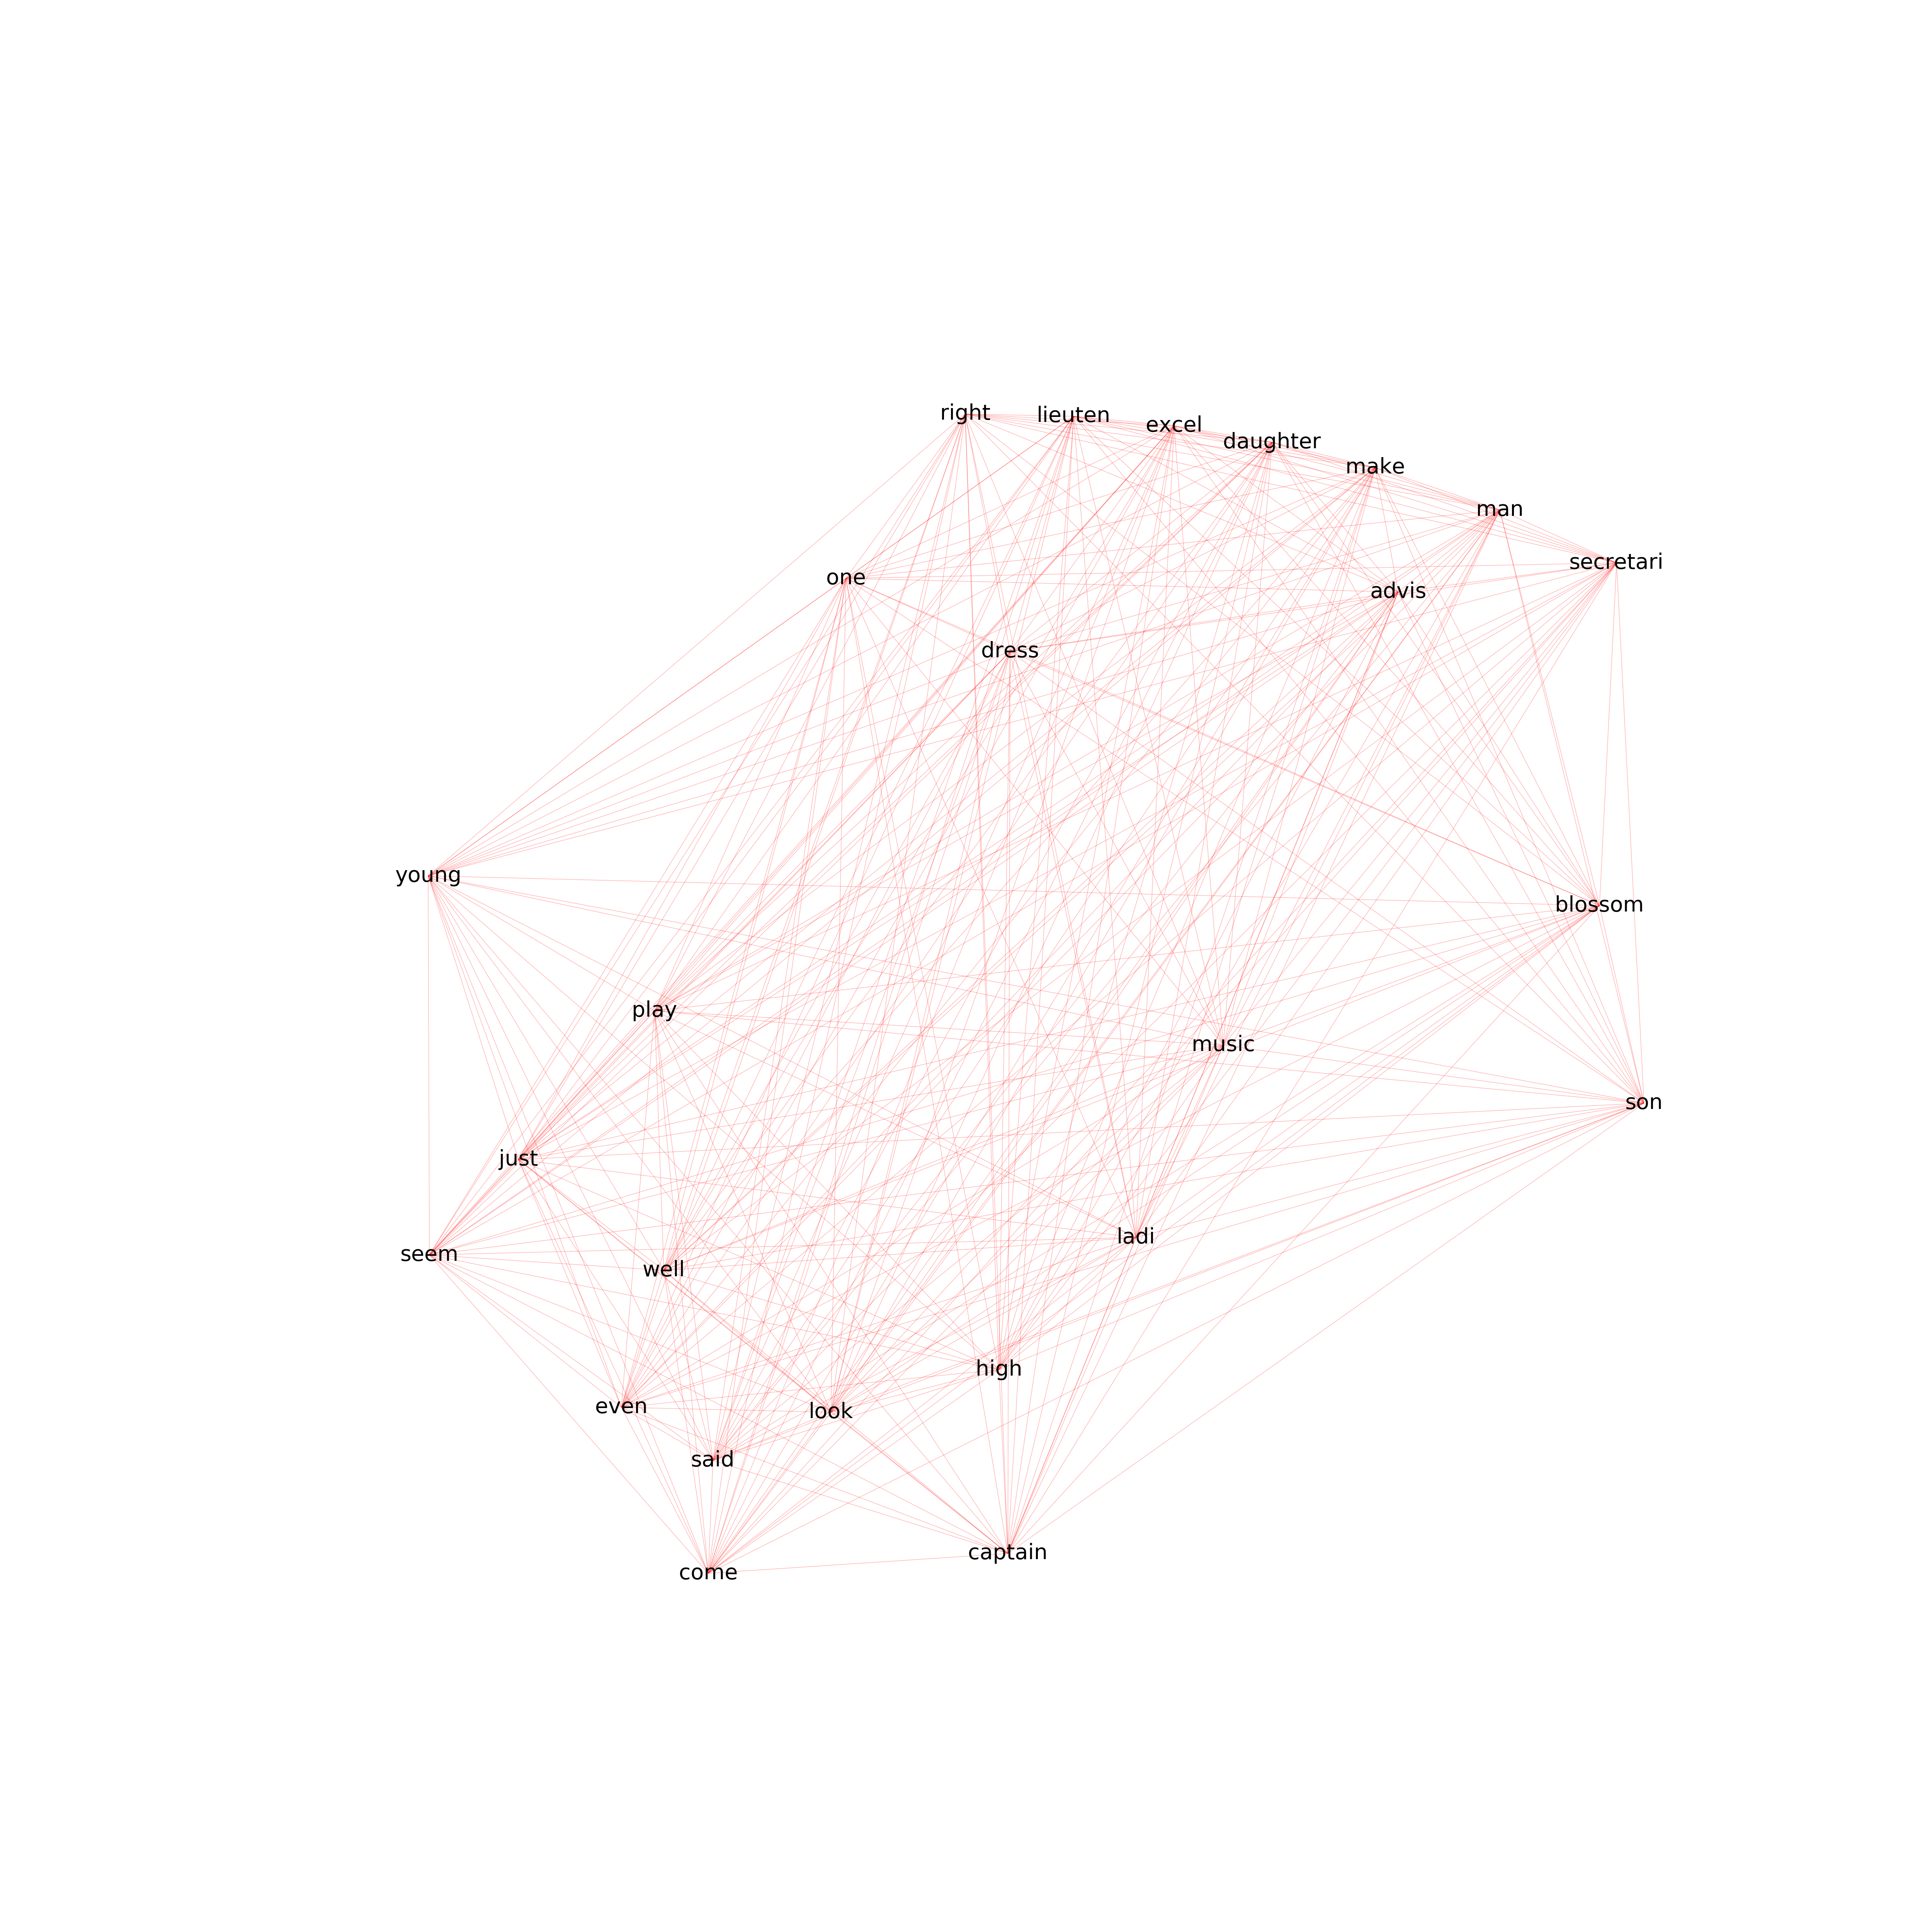 right
lieuten
excel
daughter
make
man
secretari
one
advis
dress
young
blossom
play
music
son
just
ladi
seem
well
high
even
look
said
captain
come